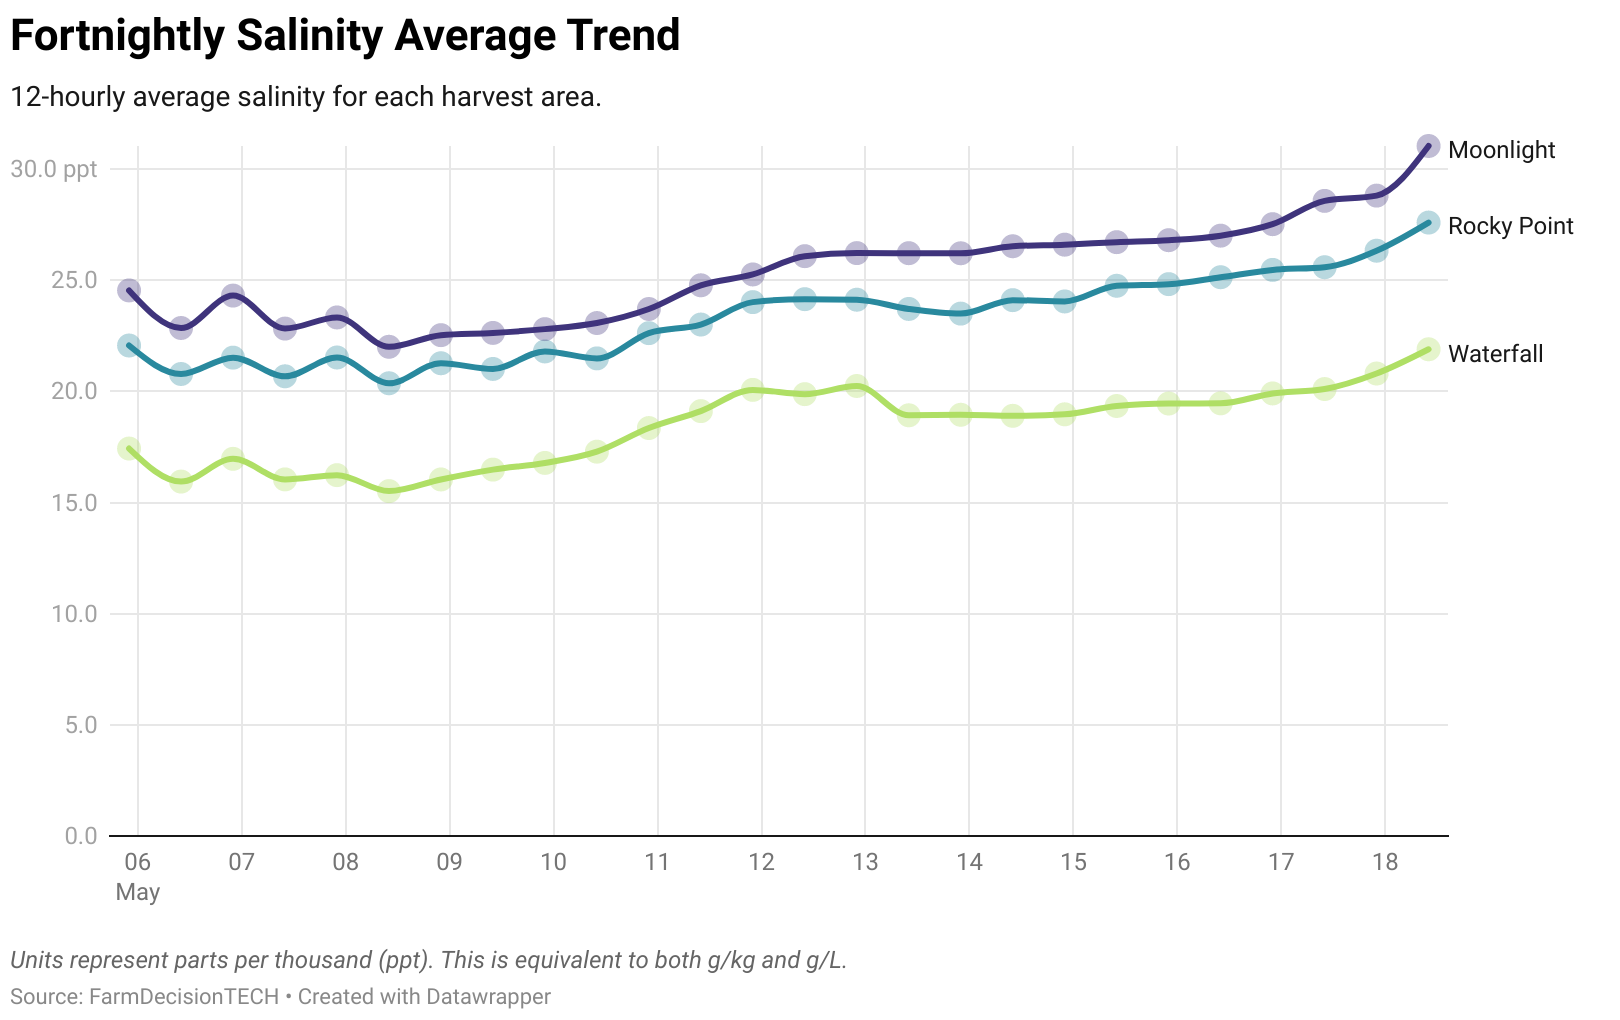 Fortnightly Salinity Average Trend
12-hourly average salinity for each harvest area.
30.0 ppt
25.0
20.0
15.0
10.0
5.0
0.0
Moonlight
Rocky Point
Waterfall
06 07 08 09 10 11 12 13 14 15 16 17 18
May
Units represent parts per thousand (ppt). This is equivalent to both g/kg and g/L.
Source: FarmDecisionTECH • Created with Datawrapper